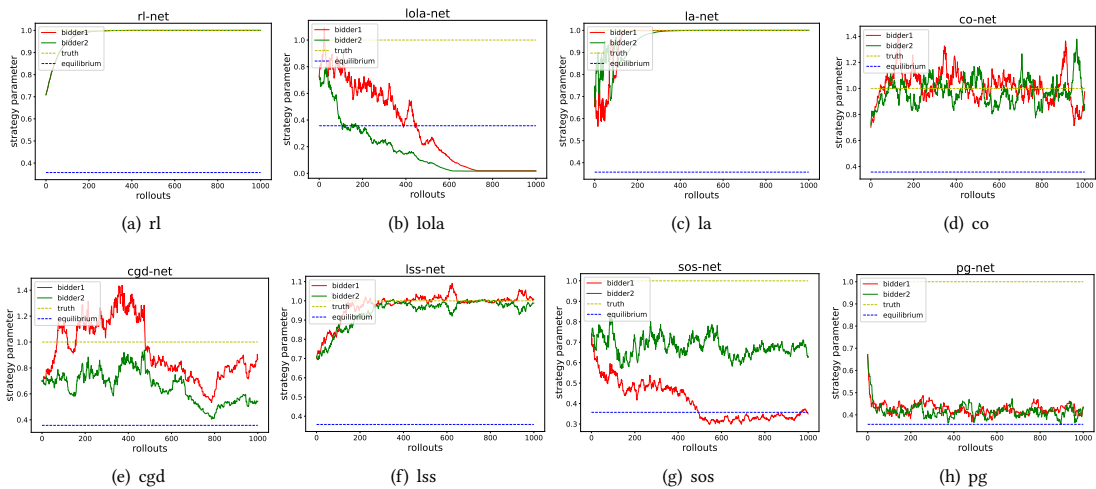 rl-net
strategy parameter
1.0
0.9
0.8
0.7
0.6
0.5
0.4
bidder1
bidder2
truth
equilibrium
0 200 400 600 800 1000
rollouts
(a) rl
lola-net
strategy parameter
1.0
0.8
0.6
0.4
0.2
0.0
bidder1
bidder2
truth
equilibrium
0 200 400 600 800 1000
rollouts
(b) lola
la-net
strategy parameter
1.0
0.9
0.8
0.7
0.6
0.5
0.4
bidder1
bidder2
truth
equilibrium
0 200 400 600 800 1000
rollouts
(c) la
co-net
strategy parameter
1.4
1.2
1.0
0.8
0.6
0.4
bidder1
bidder2
truth
equilibrium
0 200 400 600 800 1000
rollouts
(d) co
cgd-net
strategy parameter
1.4
1.2
1.0
0.8
0.6
0.4
bidder1
bidder2
truth
equilibrium
0 200 400 600 800 1000
rollouts
(e) cgd
lss-net
strategy parameter
1.1
1.0
0.9
0.8
0.7
0.6
0.5
0.4
bidder1
bidder2
truth
equilibrium
0 200 400 600 800 1000
rollouts
(f) lss
sos-net
strategy parameter
1.0
0.9
0.8
0.7
0.6
0.5
0.4
0.3
bidder1
bidder2
truth
equilibrium
0 200 400 600 800 1000
rollouts
(g) sos
pg-net
strategy parameter
1.0
0.9
0.8
0.7
0.6
0.5
0.4
bidder1
bidder2
truth
equilibrium
0 200 400 600 800 1000
rollouts
(h) pg